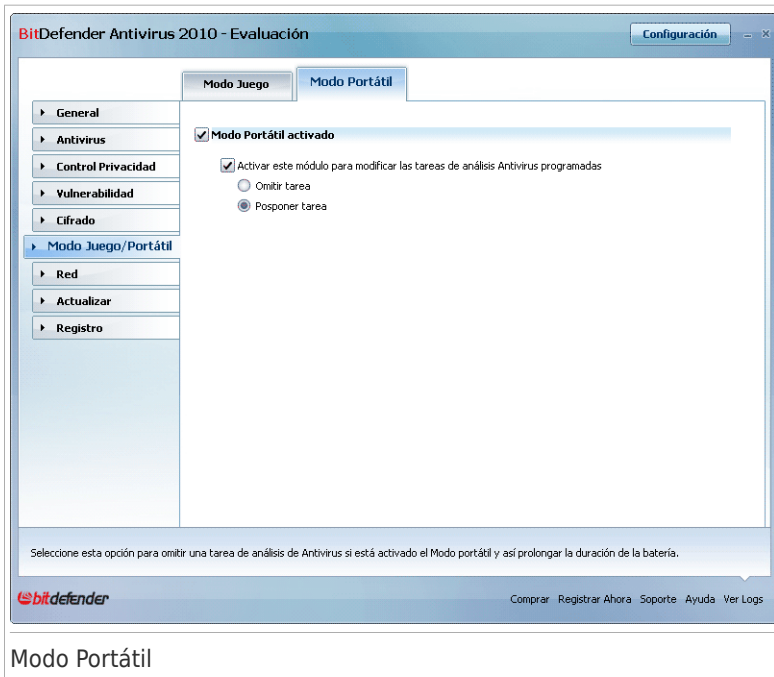 BitDefender Antivirus 2010 - Evaluación
Configuración
Modo Juego
Modo Portátil
General
Antivirus
Control Privacidad
Vulnerabilidad
Cifrado
Modo Juego/Portátil
Red
Actualizar
Registro
Modo Portátil activado
Activar este módulo para modificar las tareas de análisis Antivirus programadas
Omitir tarea
Posponer tarea
Seleccione esta opción para omitir una tarea de análisis de Antivirus si está activado el Modo portátil y así prolongar la duración de la batería.
bitdefender
Comprar Registrar Ahora Soporte Ayuda Ver Logs
Modo Portátil